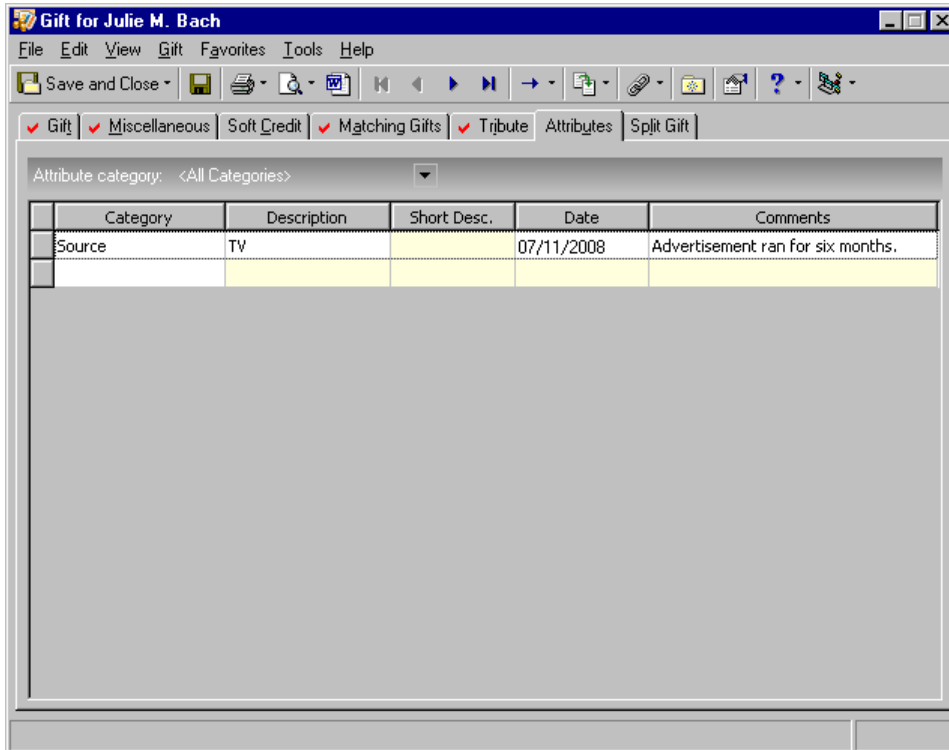 Gift for Julie M. Bach
File Edit View Gift Favorites Tools Help
Save and Close
Gift Miscellaneous Soft Credit Matching Gifts Tribute Attributes Split Gift
Attribute category: <All Categories>
Category Description Short Desc. Date Comments
Source TV 07/11/2008 Advertisement ran for six months.